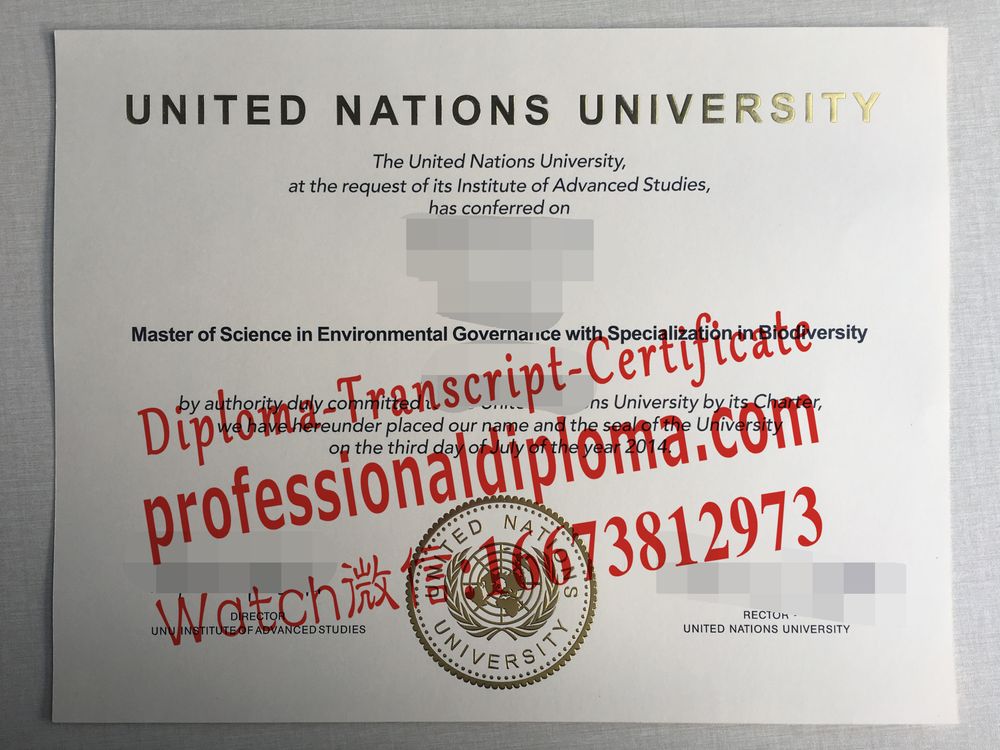 UNITED NATIONS UNIVERSITY
The United Nations University,
at the request of its Institute of Advanced Studies,
has conferred on
Master of Science in Environmental Governance with Specialization in Biodiversity
by authority duly committed ns University by its Charter,
we have hereunder placed our name and the seal of the University
on the third day of July of the year 2014.
Diploma-Transcript-Certificate
professionaldiploma.com
Watch微信:16673812973
DIRECTOR
UNU INSTITUTE OF ADVANCED STUDIES
UNITED NATIONS
UNIVERSITY
RECTOR
UNITED NATIONS UNIVERSITY